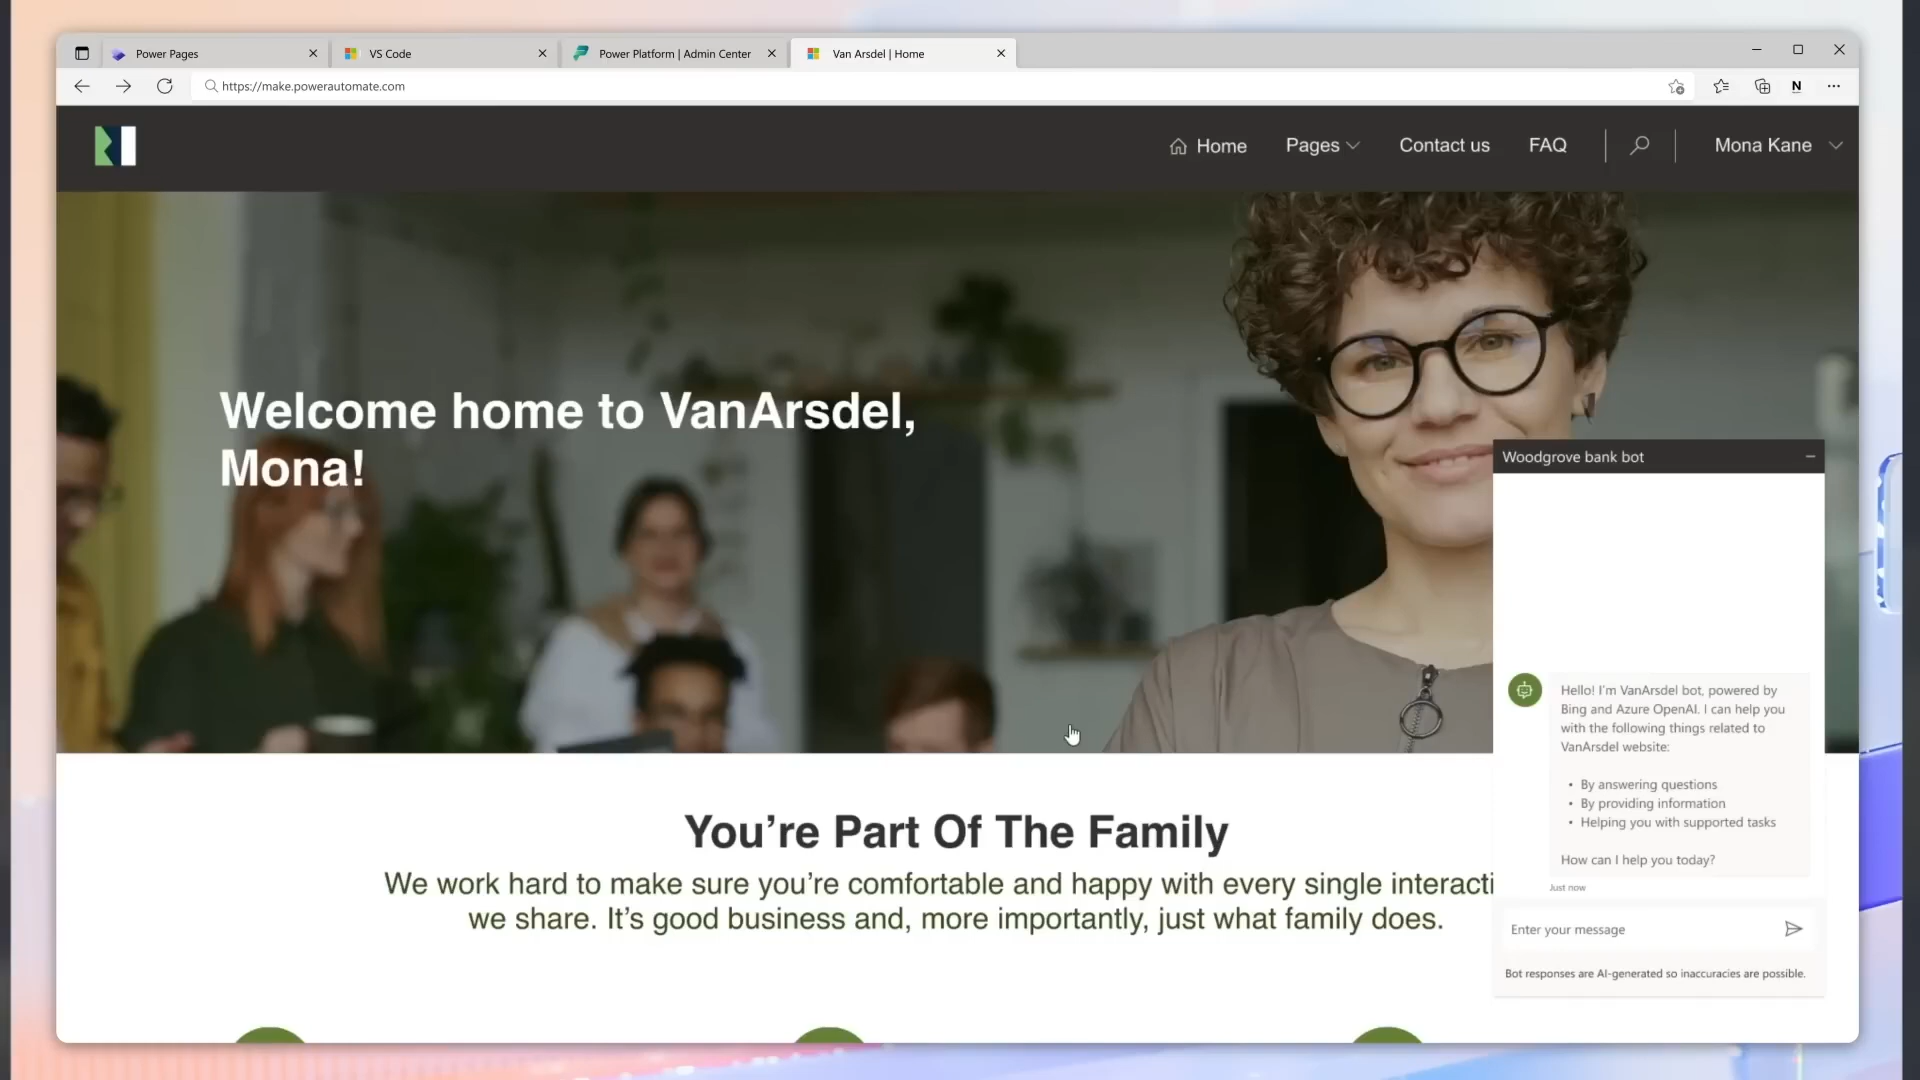 Power Pages
VS Code
Power Platform | Admin Center
Van Arsdel | Home
https://make.powerautomate.com
N
Home
Pages
Contact us
FAQ
Mona Kane
Welcome home to VanArsdel,
Mona!
Woodgrove bank bot
Hello! I'm VanArsdel bot, powered by
Bing and Azure OpenAI. I can help you
with the following things related to
VanArsdel website:
• By answering questions
• By providing information
• Helping you with supported tasks
How can I help you today?
Just now
Enter your message
Bot responses are AI-generated so inaccuracies are possible.
You're Part Of The Family
We work hard to make sure you're comfortable and happy with every single interacti
we share. It's good business and, more importantly, just what family does.